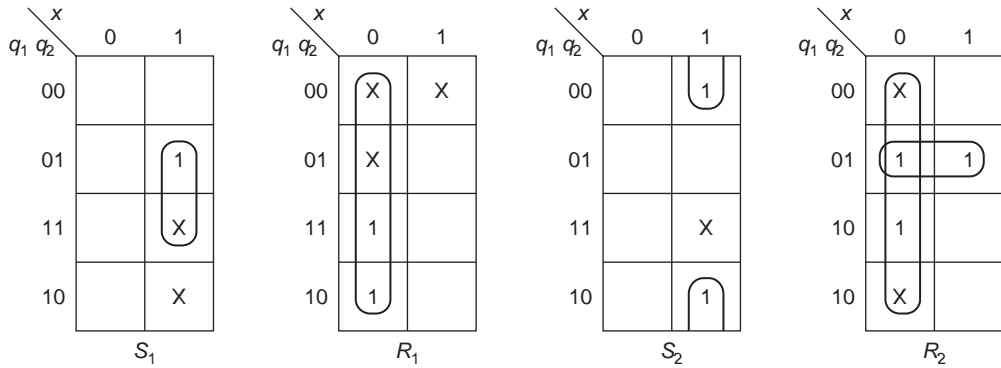 x
0 1
q₁ q₂
00
01 1
11 X
10 X
S₁
x
0 1
q₁ q₂
00 X X
01 X
11 1
10 1
R₁
x
0 1
q₁ q₂
00 1
01
11 X
10 1
S₂
x
0 1
q₁ q₂
00 X
01 1 1
10 1
10 X
R₂